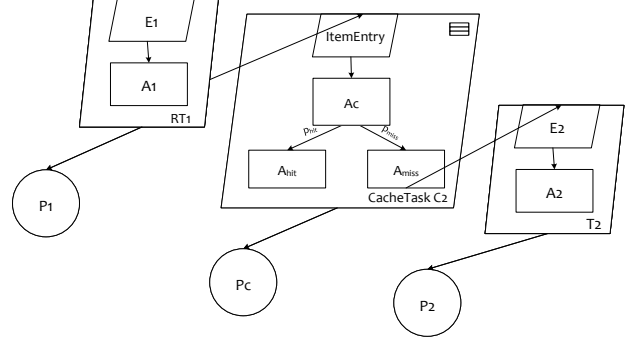 E1
A1
RT1
P1
ItemEntry
Ac
Phit
Pmiss
Ahit
Amiss
CacheTask C2
Pc
E2
A2
T2
P2